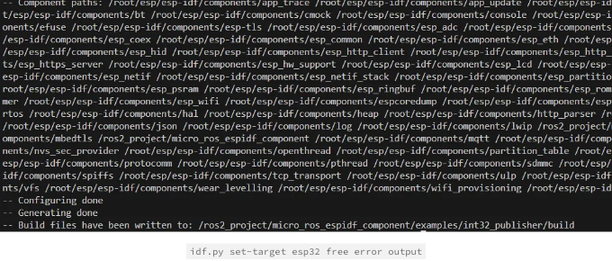 -- Component paths: /root/esp/esp-idf/components/app_trace /root/esp/esp-idf/components/app_update /root/esp/esp-id
t/esp/esp-idf/components/bt /root/esp/esp-idf/components/cmock /root/esp/esp-idf/components/console /root/esp/esp-i
onents/efuse /root/esp/esp-idf/components/esp-tls /root/esp/esp-idf/components/esp_adc /root/esp/esp-idf/components/
sp/esp-idf/components/esp_coex /root/esp/esp-idf/components/esp_common /root/esp/esp-idf/components/esp_eth /root/e
/esp/esp-idf/components/esp_hid /root/esp/esp-idf/components/esp_http_client /root/esp/esp-idf/components/esp_http_
ts/esp_https_server /root/esp/esp-idf/components/esp_hw_support /root/esp/esp-idf/components/esp_lcd /root/esp/esp-
esp-idf/components/esp_netif /root/esp/esp-idf/components/esp_netif_stack /root/esp/esp-idf/components/esp_partitio
/root/esp/esp-idf/components/esp_psram /root/esp/esp-idf/components/esp_ringbuf /root/esp/esp-idf/components/esp_rom
mer /root/esp/esp-idf/components/esp_wifi /root/esp/esp-idf/components/espcoredump /root/esp/esp-idf/components/
rtos /root/esp/esp-idf/components/hal /root/esp/esp-idf/components/heap /root/esp/esp-idf/components/http_parser /r
/root/esp/esp-idf/components/json /root/esp/esp-idf/components/log /root/esp/esp-idf/components/lwip /ros2_project/
omponents/mbedtls /ros2_project/micro_ros_espidf_component /root/esp/esp-idf/components/mqtt /root/esp/esp-idf/comp
nents/nvs_sec_provider /root/esp/esp-idf/components/openthread /root/esp/esp-idf/components/partition_table /root/e
esp/esp-idf/components/protocomm /root/esp/esp-idf/components/pthread /root/esp/esp-idf/components/sdmmc /root/esp/
idf/components/spiffs /root/esp/esp-idf/components/tcp_transport /root/esp/esp-idf/components/ulp /root/esp/esp-idf
ts/vfs /root/esp/esp-idf/components/wear_levelling /root/esp/esp-idf/components/wifi_provisioning /root/esp/esp-id
-- Configuring done
-- Generating done
-- Build files have been written to: /ros2_project/micro_ros_espidf_component/examples/int32_publisher/build
idf.py set-target esp32 free error output